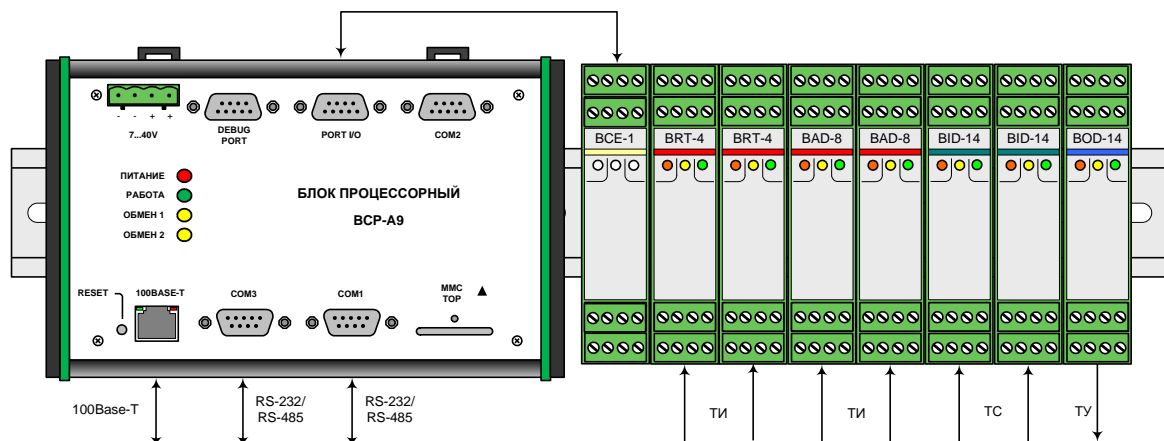 - - + +
7...40V
DEBUG
PORT
PORT I/O
COM2
ПИТАНИЕ
РАБОТА
ОБМЕН 1
ОБМЕН 2
БЛОК ПРОЦЕССОРНЫЙ
BCP-A9
RESET
100BASE-T
COM3
COM1
MMC
TOP
BCE-1
BRT-4
BRT-4
BAD-8
BAD-8
BID-14
BID-14
BOD-14
100Base-T
RS-232/
RS-485
RS-232/
RS-485
ТИ
ТИ
ТС
ТУ